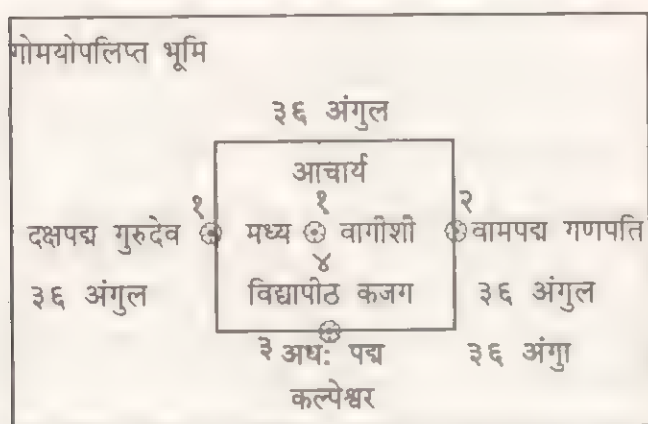 गोमयोपलिप्त भूमि
३६ अंगुल
आचार्य
१ १ २
दक्षपद्म गुरुदेव मध्य वागीशी वामपद्म गणपति
४
३६ अंगुल विद्यापीठ कजग ३६ अंगुल
३ अध: पद्म ३६ अंगुा
कल्पेश्वर